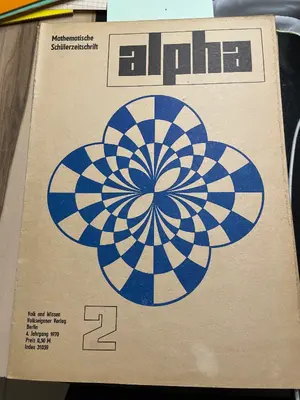 Mathematische
Schülerzeitschrift
alpha
Volk und Wissen
Volkseigener Verlag
Berlin
4. Jahrgang 1970
Preis 0,50 M
Index 31059
2